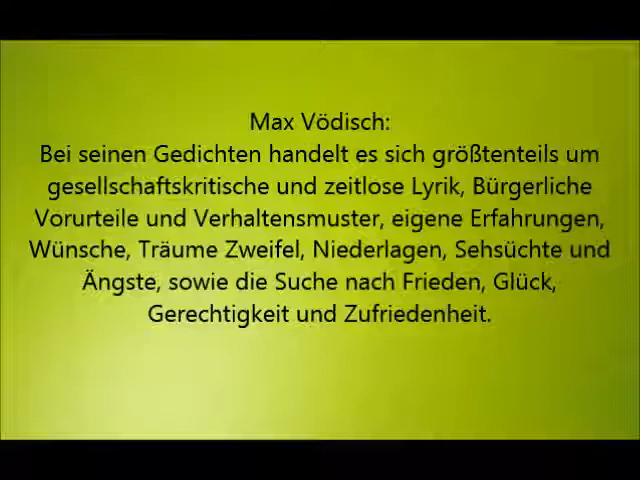 Max Vödisch:
Bei seinen Gedichten handelt es sich größtenteils um
gesellschaftskritische und zeitlose Lyrik, Bürgerliche
Vorurteile und Verhaltensmuster, eigene Erfahrungen,
Wünsche, Träume Zweifel, Niederlagen, Sehsüchte und
Ängste, sowie die Suche nach Frieden, Glück,
Gerechtigkeit und Zufriedenheit.